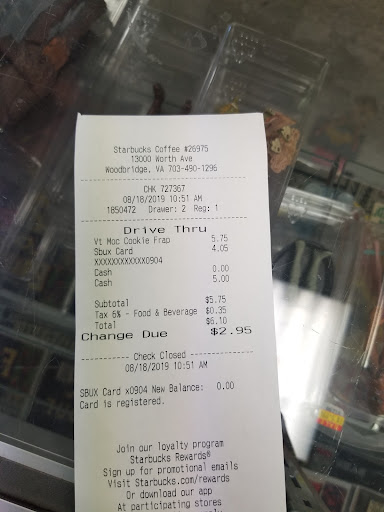 Starbucks Coffee #26975
13000 Worth Ave
Woodbridge, VA 703-490-1296
CHK 727367
08/18/2019 10:51 AM
1850472 Drawer: 2 Reg: 1
Drive Thru
Vt Moc Cookie Frap 5.75
Sbux Card 4.05
XXXXXXXXXXXX0904
Cash 0.00
Cash 5.00
Subtotal $5.75
Tax 6% - Food & Beverage $0.35
Total $6.10
Change Due $2.95
Check Closed
08/18/2019 10:51 AM
SBUX Card x0904 New Balance: 0.00
Card is registered.
Join our loyalty program
Starbucks Rewards®
Sign up for promotional emails
Visit Starbucks.com/rewards
Or download our app
At participating stores